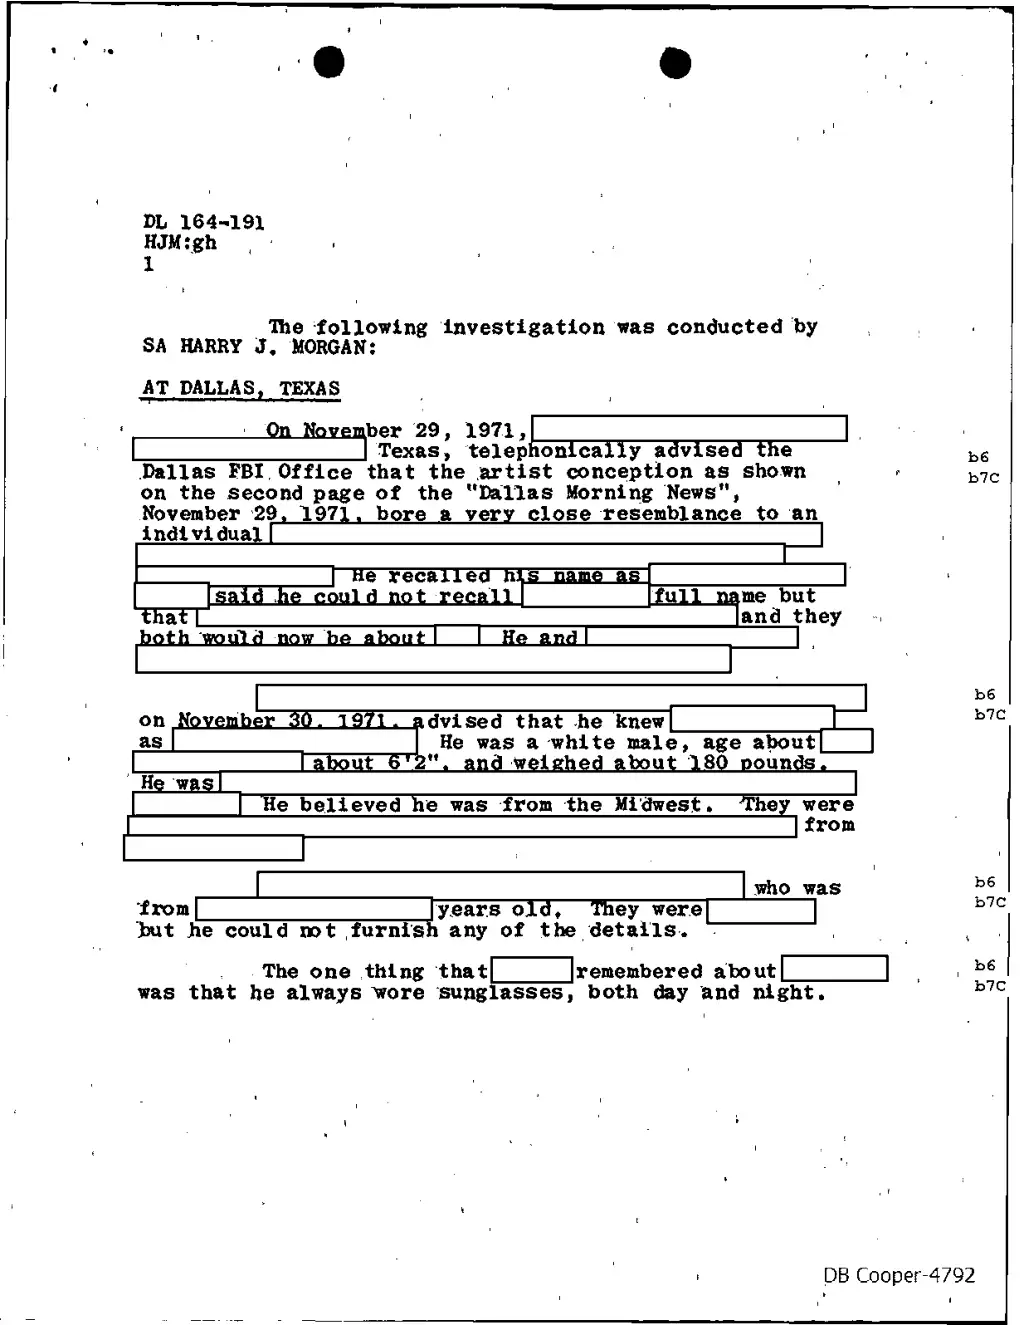 DL 164-191
HJM:gh
1
The following investigation was conducted by
SA HARRY J. MORGAN:
AT DALLAS, TEXAS
On November 29, 1971,
Texas, telephonically advised the
b6
Dallas FBI Office that the artist conception as shown
b7C
on the second page of the "Dallas Morning News",
November 29, 1971, bore a very close resemblance to an
individual
He recalled his name as
said he could not recall full name but
that and they
both would now be about He and
b6
on November 30, 1971, advised that he knew
b7C
as He was a white male, age about
about 6'2", and weighed about 180 pounds.
He was
He believed he was from the Midwest. They were
from
who was
b6
from years old. They were
b7C
but he could not furnish any of the details.
The one thing that remembered about
b6
was that he always wore sunglasses, both day and night.
b7C
DB Cooper-4792